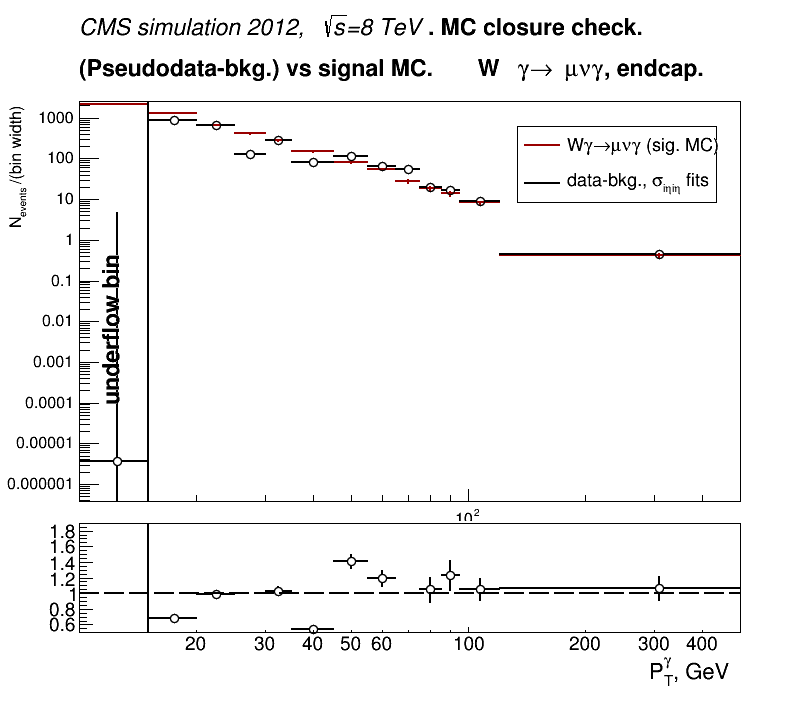 CMS simulation 2012, √s=8 TeV . MC closure check.
(Pseudodata-bkg.) vs signal MC. W γ→ μνγ, endcap.
N_events /(bin width)
1000
100
10
1
0.1
0.01
0.001
0.0001
0.00001
0.000001
underflow bin
Wγ→μνγ (sig. MC)
data-bkg., σ_iηiη fits
10²
1.8
1.6
1.4
1.2
1
0.8
0.6
20 30 40 50 60 100 200 300 400
P_T^γ, GeV